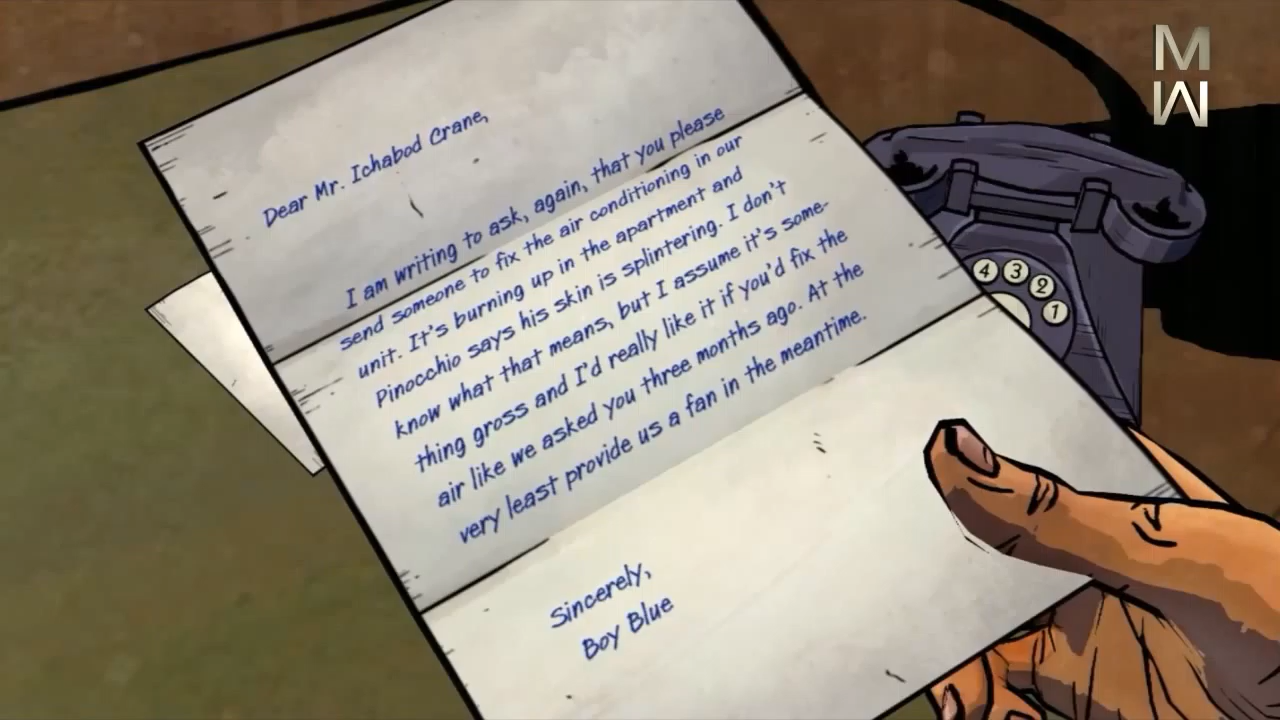 M
W
Dear Mr. Ichabod Crane,
I am writing to ask, again, that you please
send someone to fix the air conditioning in our
unit. It's burning up in the apartment and
Pinocchio says his skin is splintering. I don't
know what that means, but I assume it's some-
thing gross and I'd really like it if you'd fix the
air like we asked you three months ago. At the
very least provide us a fan in the meantime.
Sincerely,
Boy Blue
4 3 2 1